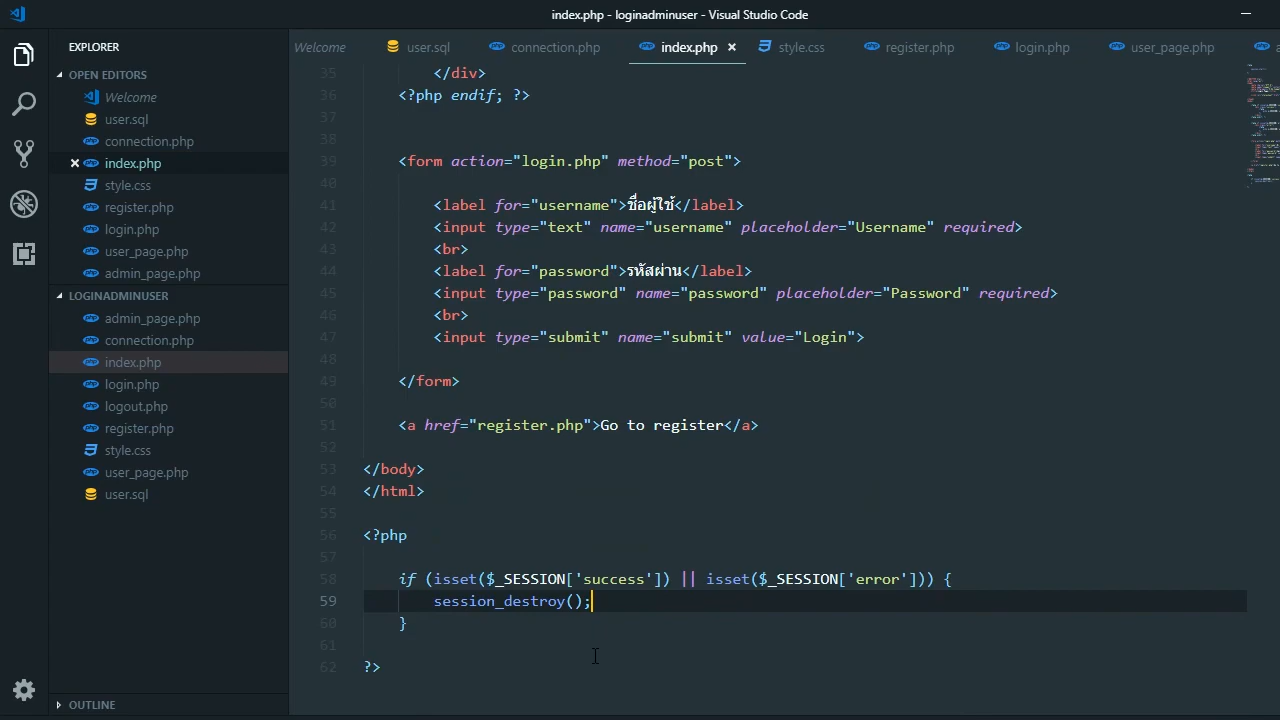 index.php - loginadminuser - Visual Studio Code
EXPLORER
OPEN EDITORS
Welcome
user.sql
connection.php
index.php
style.css
register.php
login.php
user_page.php
admin_page.php
LOGINADMINUSER
admin_page.php
connection.php
index.php
login.php
logout.php
register.php
style.css
user_page.php
user.sql
OUTLINE
Welcome user.sql connection.php index.php style.css register.php login.php user_page.php
35 </div>
36 <?php endif; ?>
37
38
39 <form action="login.php" method="post">
40
41 <label for="username">ชื่อผู้ใช้</label>
42 <input type="text" name="username" placeholder="Username" required>
43 <br>
44 <label for="password">รหัสผ่าน</label>
45 <input type="password" name="password" placeholder="Password" required>
46 <br>
47 <input type="submit" name="submit" value="Login">
48
49 </form>
50
51 <a href="register.php">Go to register</a>
52
53 </body>
54 </html>
55
56 <?php
57
58 if (isset($_SESSION['success']) || isset($_SESSION['error'])) {
59 session_destroy();
60 }
61
62 ?>